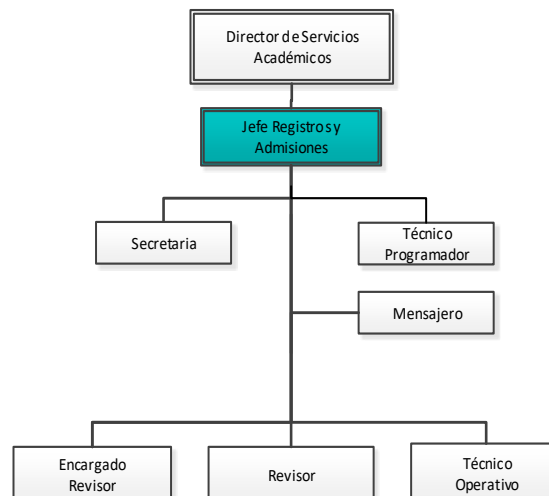 Director de Servicios
Académicos
Jefe Registros y
Admisiones
Secretaria
Técnico
Programador
Mensajero
Encargado
Revisor
Revisor
Técnico
Operativo